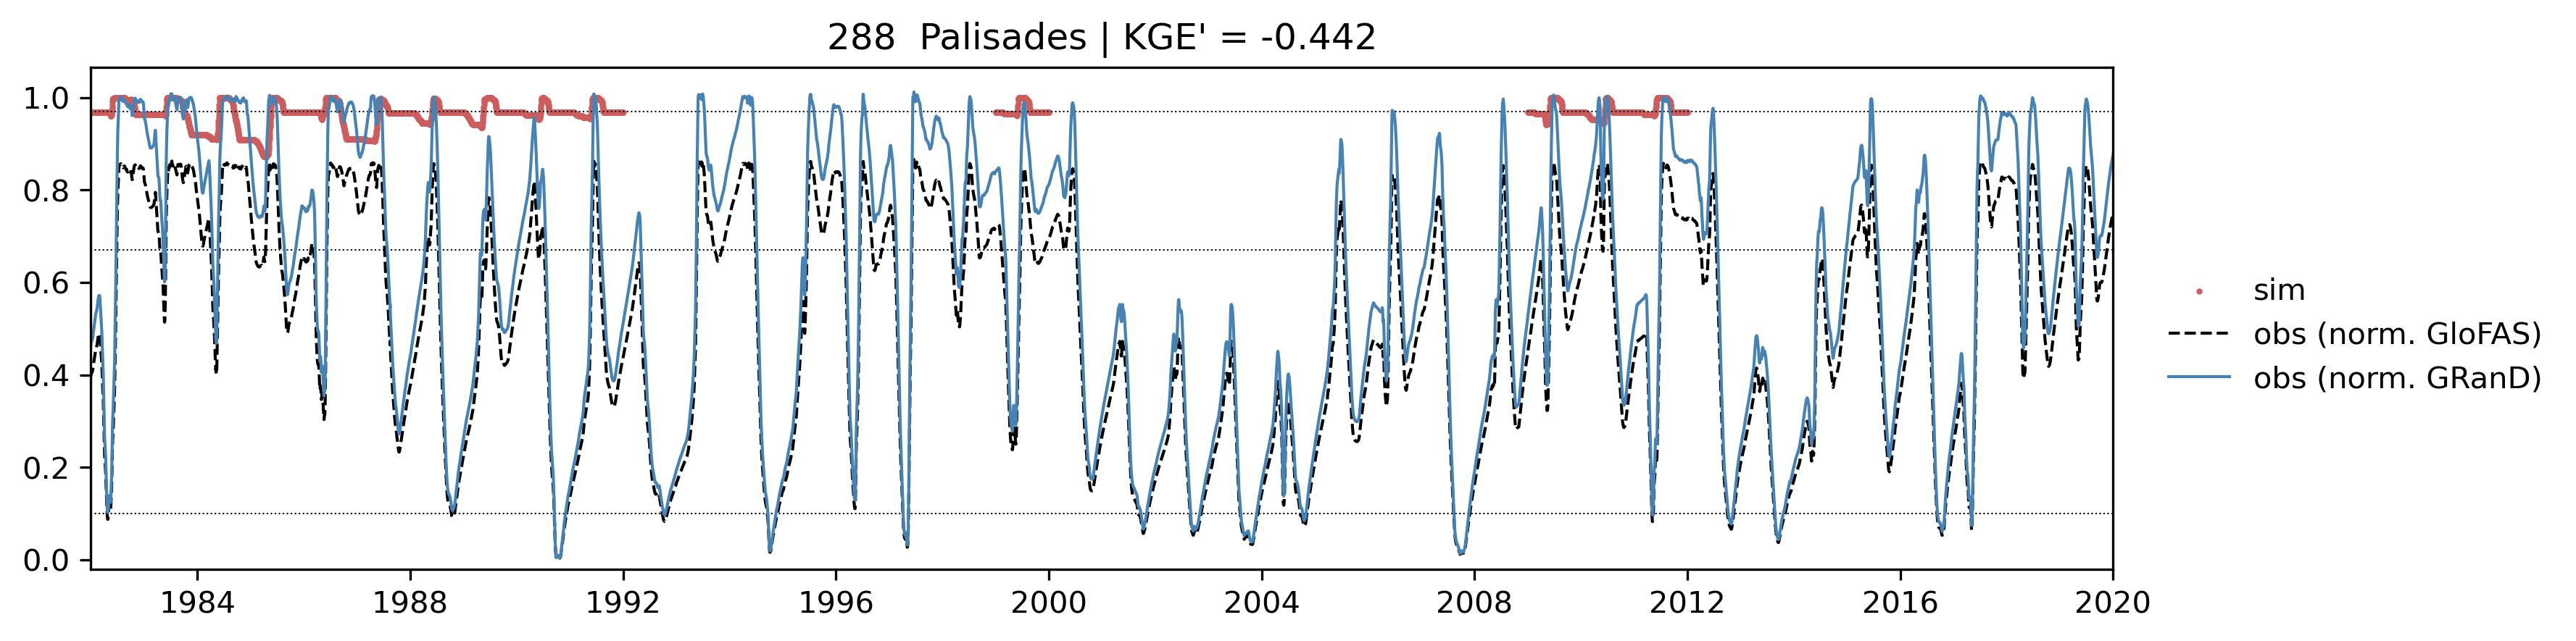 288 Palisades | KGE' = -0.442
1.0
0.8
0.6
0.4
0.2
0.0
1984 1988 1992 1996 2000 2004 2008 2012 2016 2020
sim
obs (norm. GloFAS)
obs (norm. GRanD)